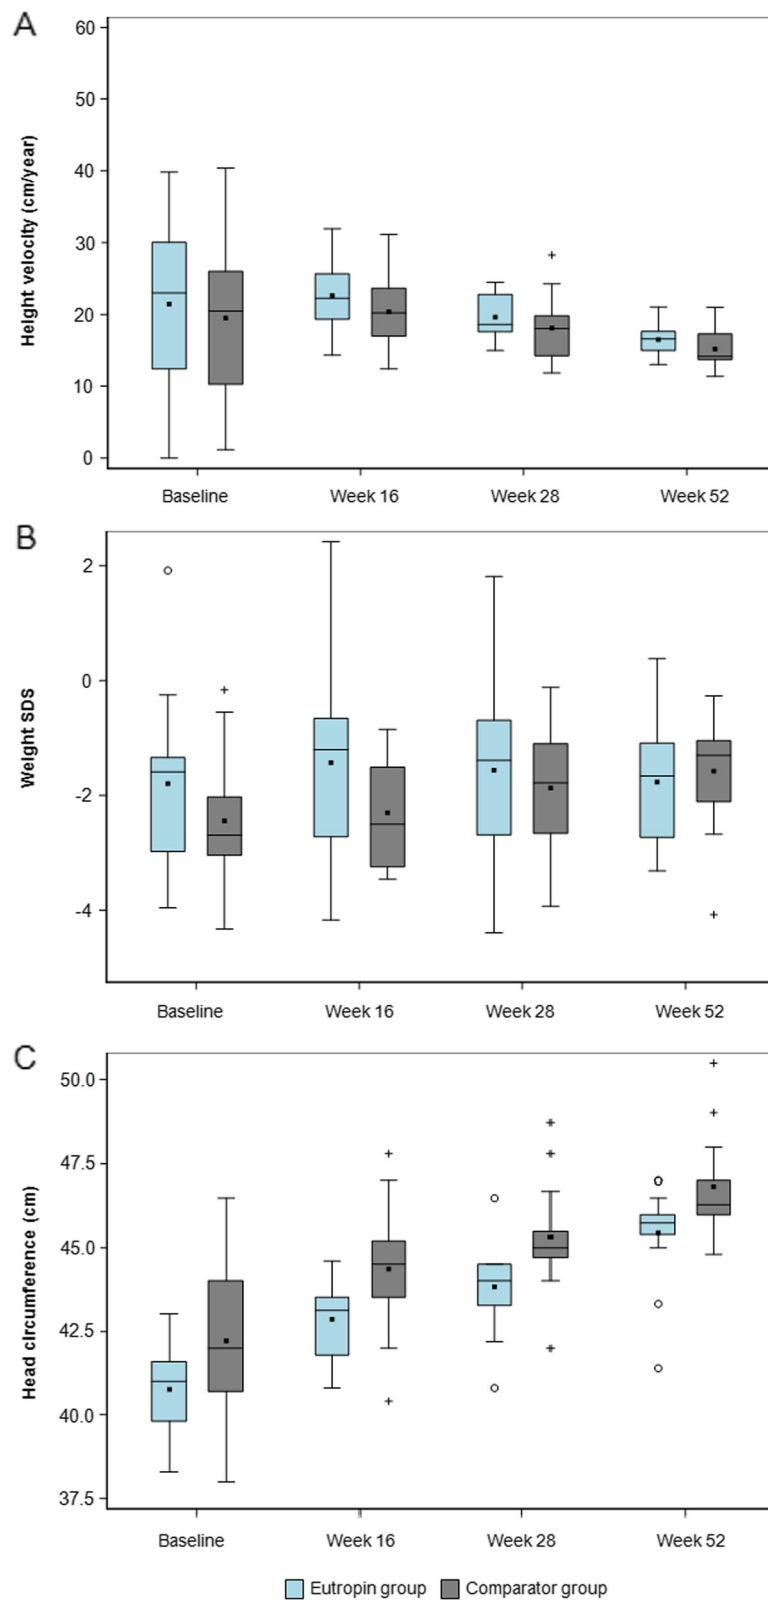 A
Height velocity (cm/year)
60
50
40
30
20
10
0
Baseline Week 16 Week 28 Week 52
B
Weight SDS
2
0
-2
-4
Baseline Week 16 Week 28 Week 52
C
Head circumference (cm)
50.0
47.5
45.0
42.5
40.0
37.5
Baseline Week 16 Week 28 Week 52
Eutropin group Comparator group